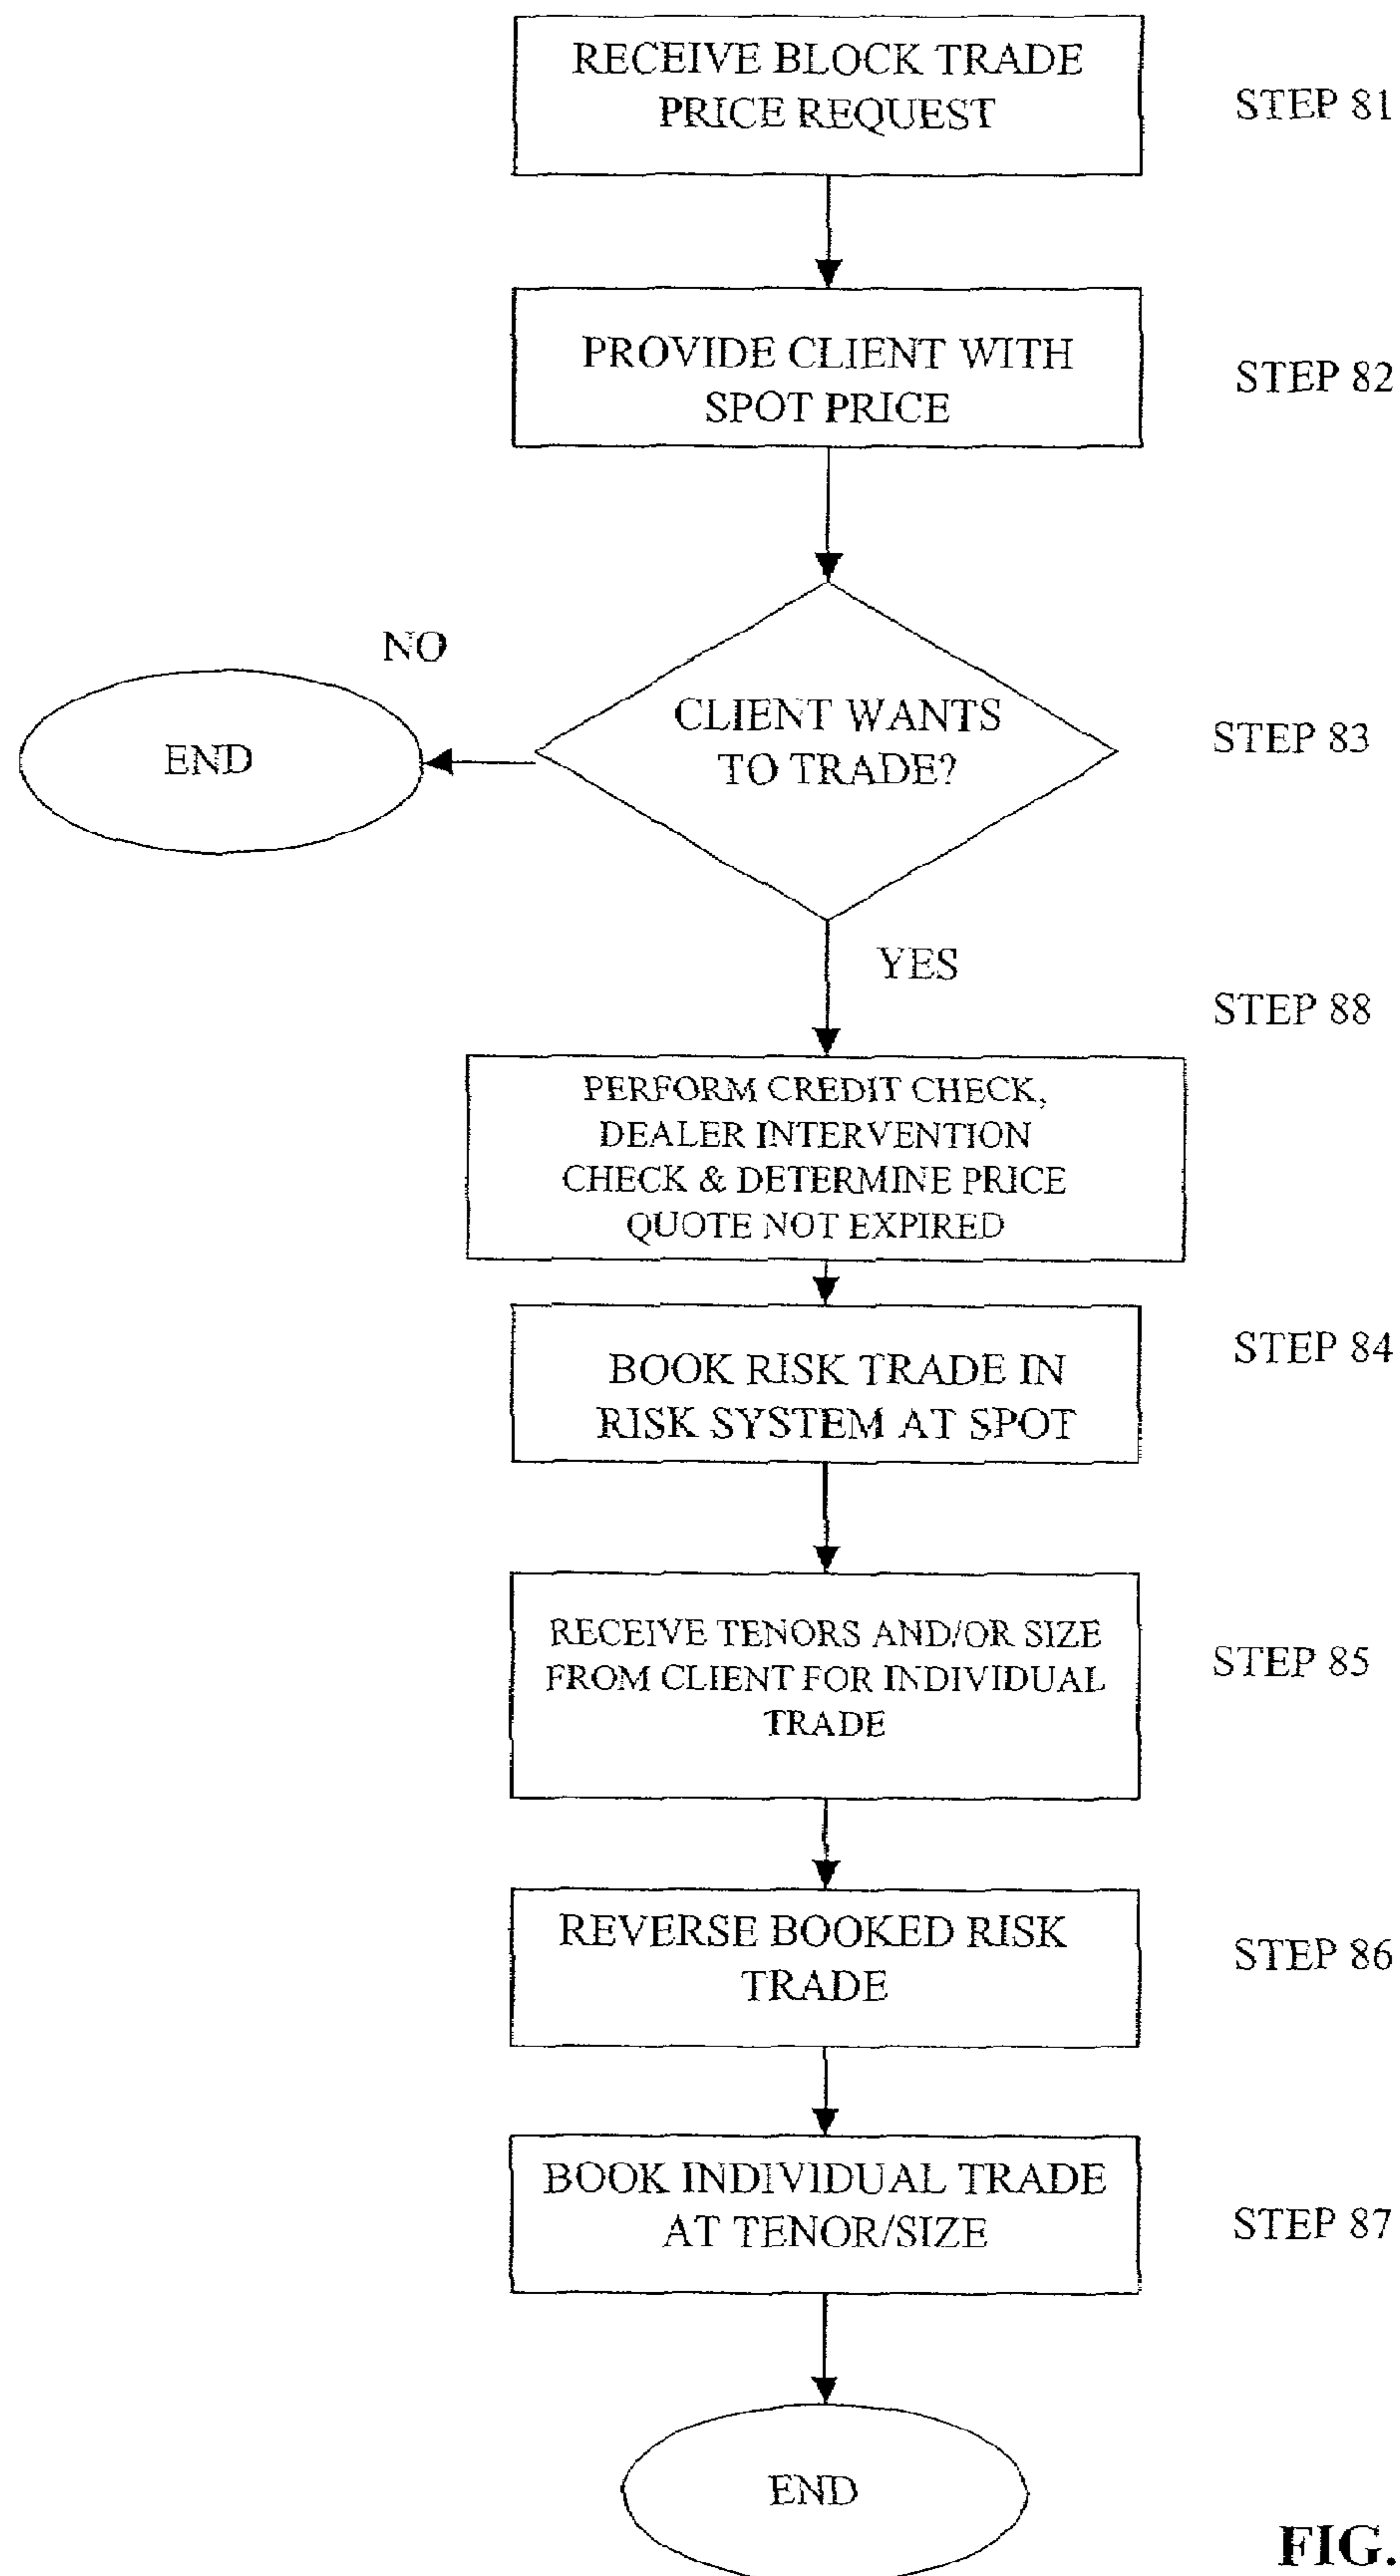 RECEIVE BLOCK TRADE
PRICE REQUEST
STEP 81
PROVIDE CLIENT WITH
SPOT PRICE
STEP 82
NO
CLIENT WANTS
TO TRADE?
STEP 83
END
YES
STEP 88
PERFORM CREDIT CHECK,
DEALER INTERVENTION
CHECK & DETERMINE PRICE
QUOTE NOT EXPIRED
BOOK RISK TRADE IN
RISK SYSTEM AT SPOT
STEP 84
RECEIVE TENORS AND/OR SIZE
FROM CLIENT FOR INDIVIDUAL
TRADE
STEP 85
REVERSE BOOKED RISK
TRADE
STEP 86
BOOK INDIVIDUAL TRADE
AT TENOR/SIZE
STEP 87
END
FIG.